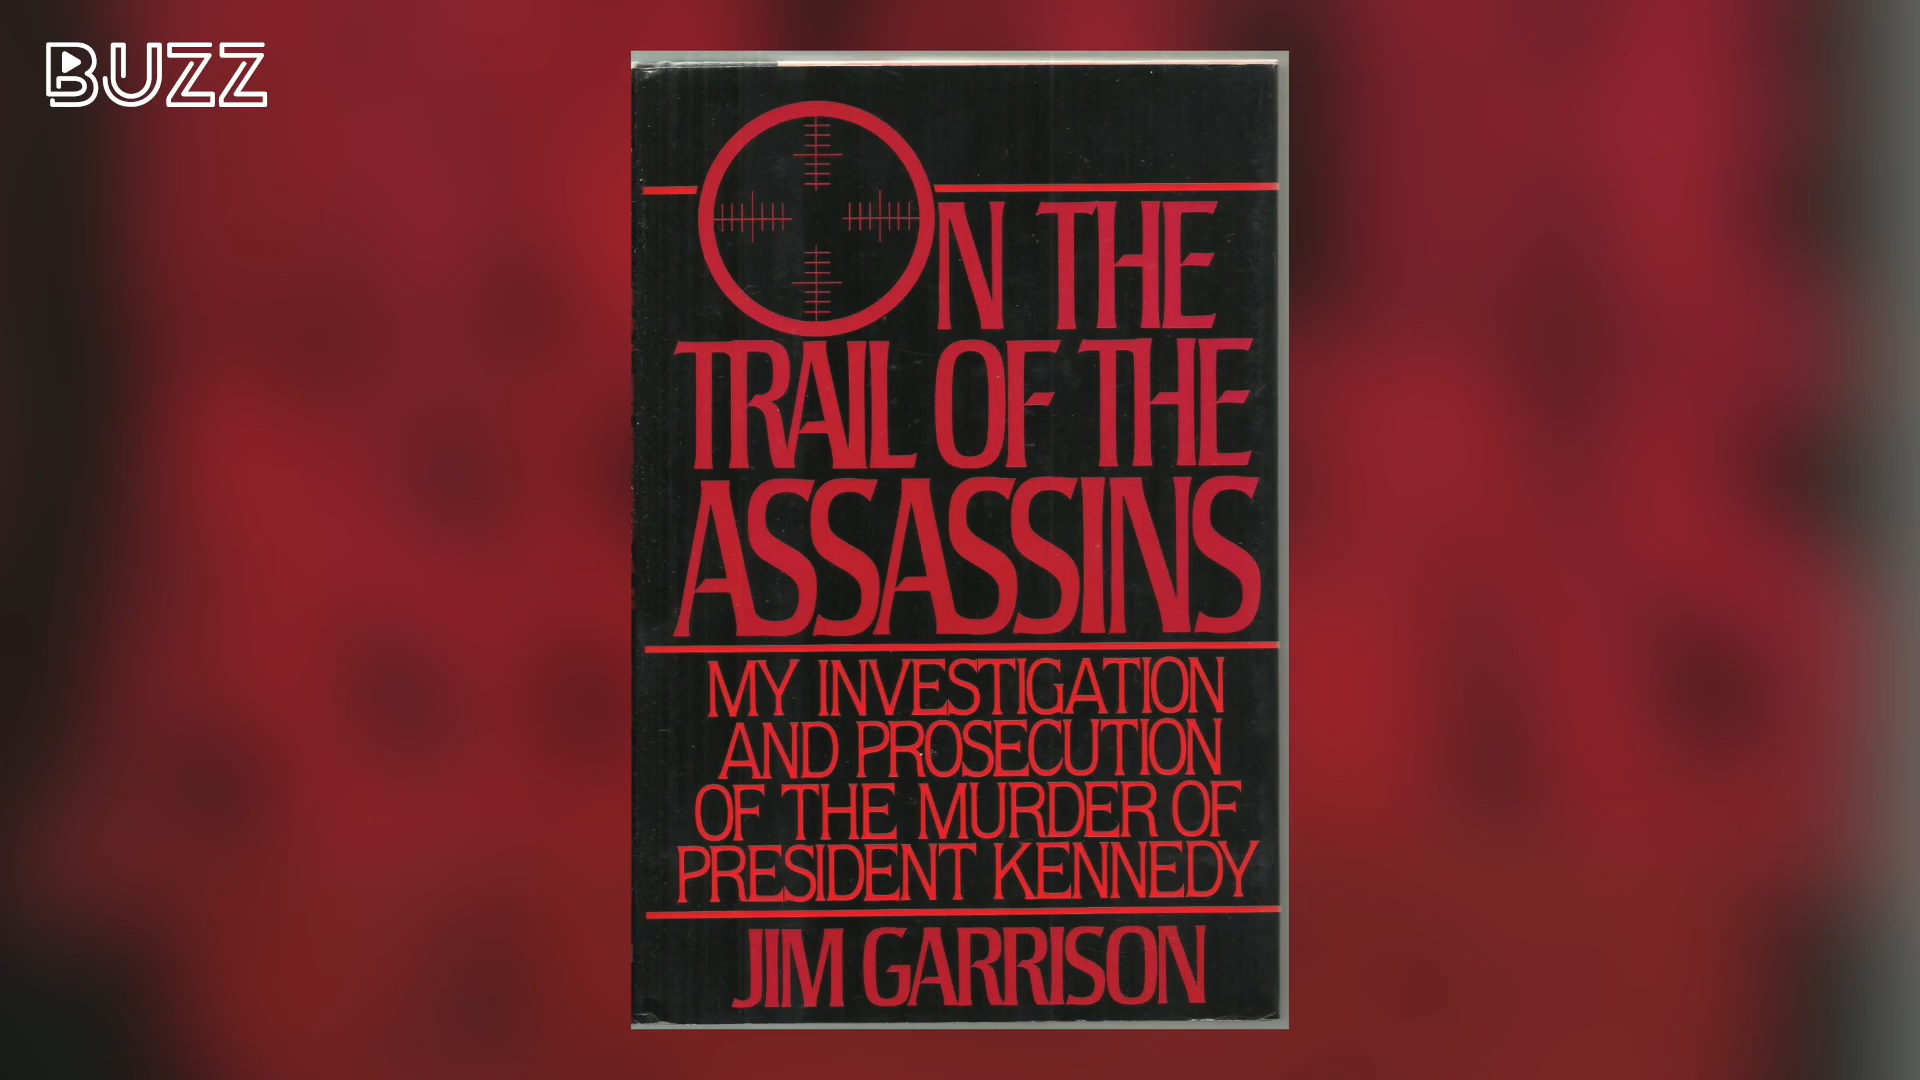 BUZZ
ON THE
TRAIL OF THE
ASSASSINS
MY INVESTIGATION
AND PROSECUTION
OF THE MURDER OF
PRESIDENT KENNEDY
JIM GARRISON